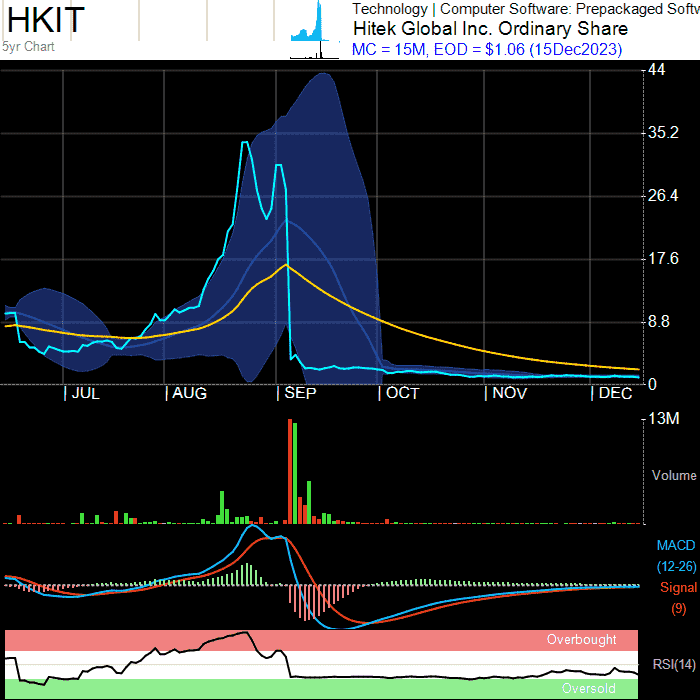 HKIT
5yr Chart
Technology | Computer Software: Prepackaged Softw
Hitek Global Inc. Ordinary Share
MC = 15M, EOD = $1.06 (15Dec2023)
44
35.2
26.4
17.6
8.8
0
JUL AUG SEP OCT NOV DEC
13M
Volume
MACD
(12-26)
Signal
(9)
Overbought
RSI(14)
Oversold